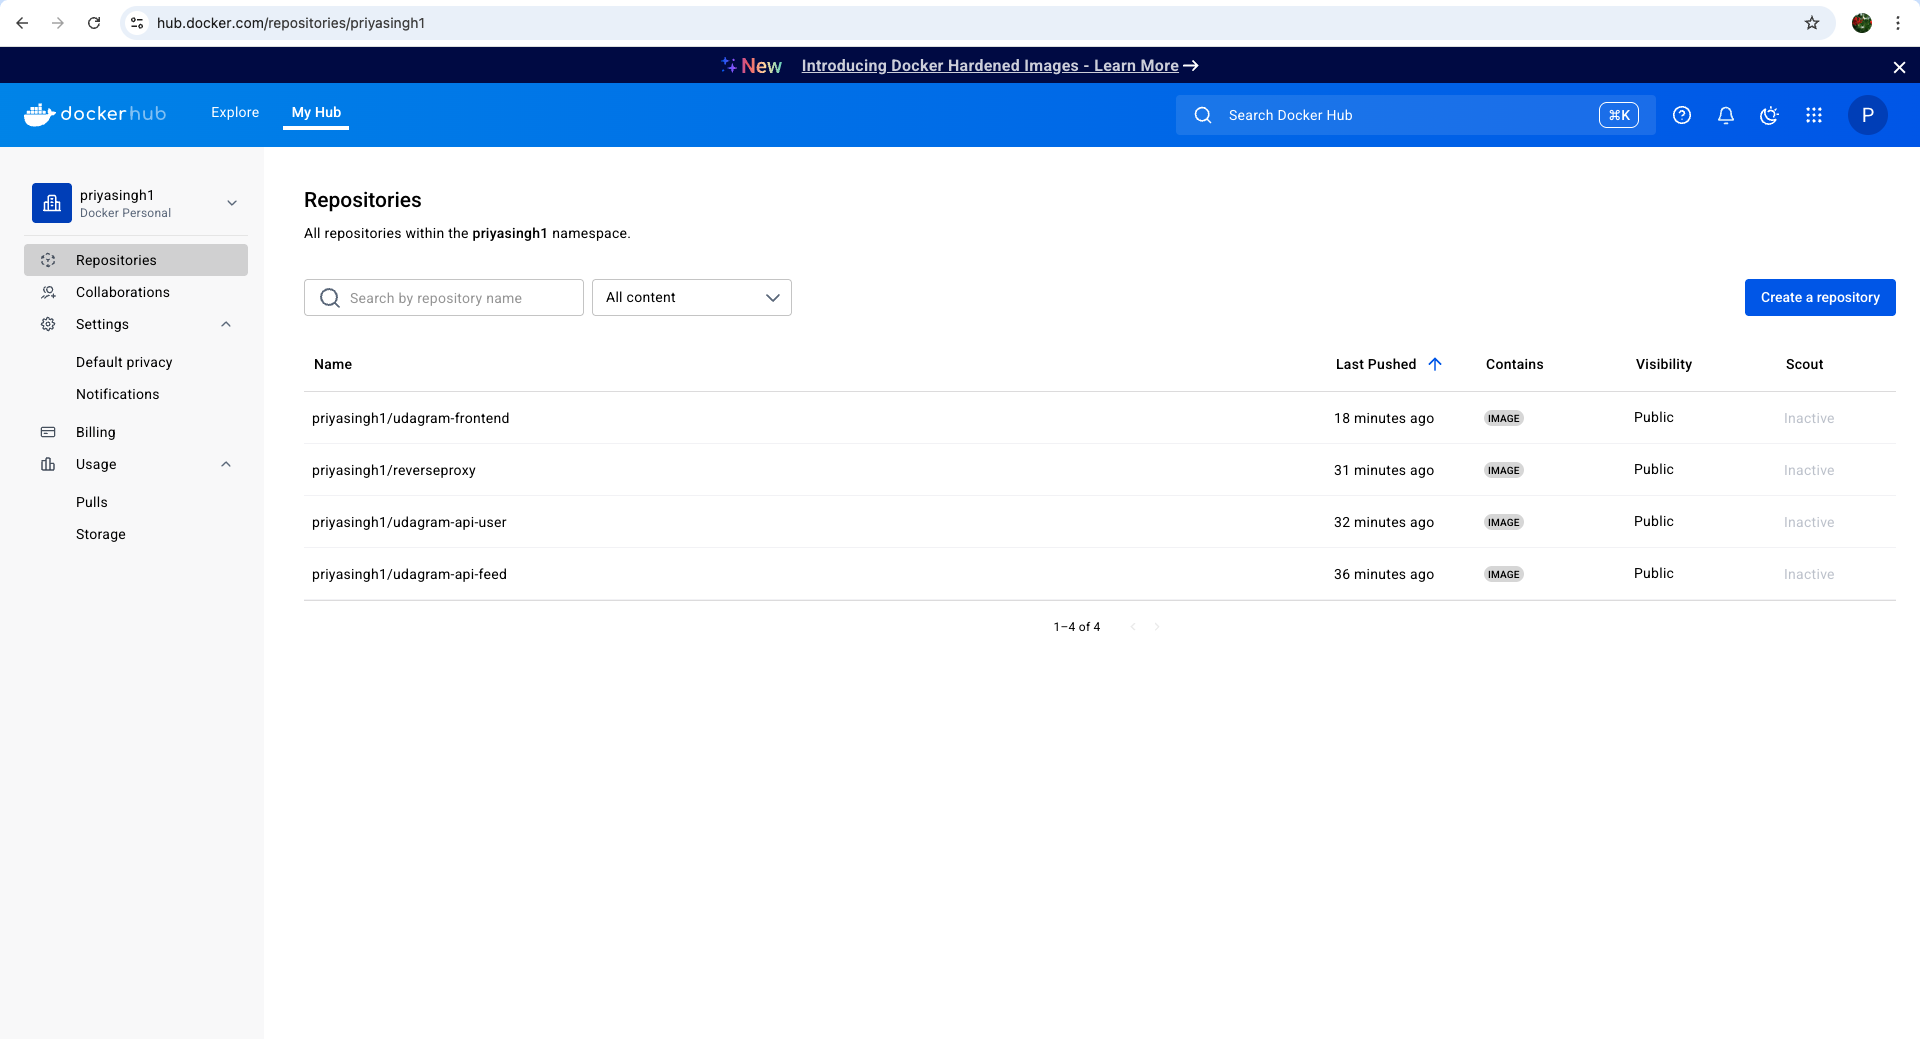 hub.docker.com/repositories/priyasingh1
New Introducing Docker Hardened Images - Learn More
dockerhub Explore My Hub Search Docker Hub ⌘K P
priyasingh1
Docker Personal
Repositories
Collaborations
Settings
Default privacy
Notifications
Billing
Usage
Pulls
Storage
Repositories
All repositories within the priyasingh1 namespace.
Search by repository name All content Create a repository
Name Last Pushed Contains Visibility Scout
priyasingh1/udagram-frontend 18 minutes ago IMAGE Public Inactive
priyasingh1/reverseproxy 31 minutes ago IMAGE Public Inactive
priyasingh1/udagram-api-user 32 minutes ago IMAGE Public Inactive
priyasingh1/udagram-api-feed 36 minutes ago IMAGE Public Inactive
1–4 of 4